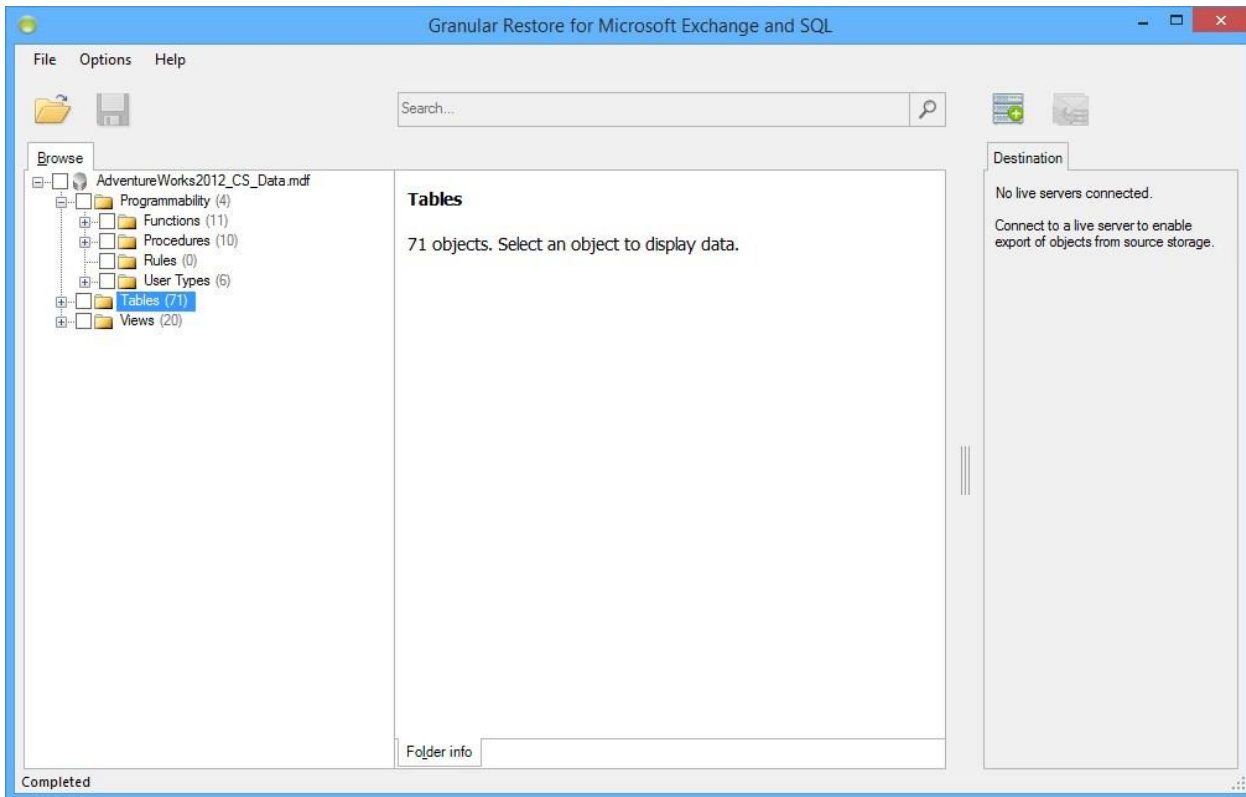 Granular Restore for Microsoft Exchange and SQL
File Options Help
Search...
Browse
Destination
AdventureWorks2012_CS_Data.mdf
Programmability (4)
Functions (11)
Procedures (10)
Rules (0)
User Types (6)
Tables (71)
Views (20)
Tables
71 objects. Select an object to display data.
No live servers connected.
Connect to a live server to enable
export of objects from source storage.
Folder info
Completed